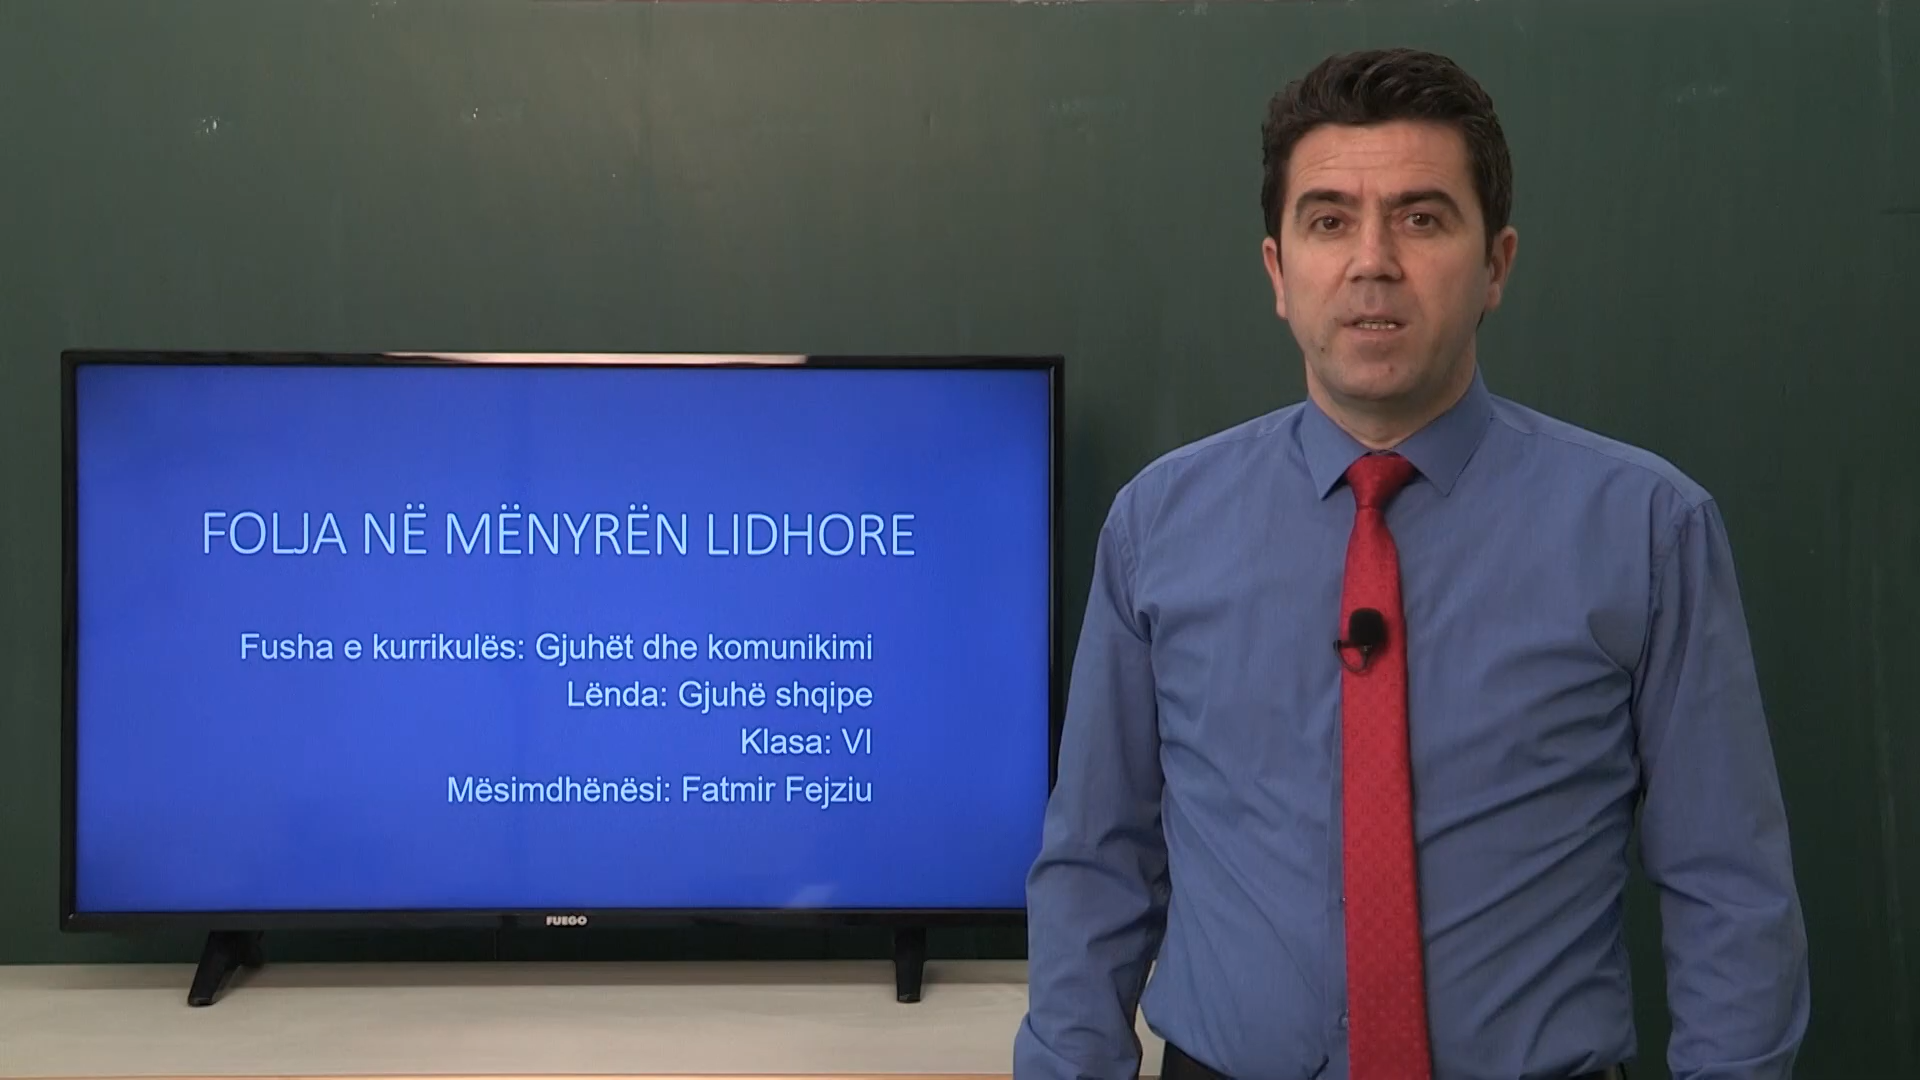 FOLJA NË MËNYRËN LIDHORE
Fusha e kurrikulës: Gjuhët dhe komunikimi
Lënda: Gjuhë shqipe
Klasa: VI
Mësimdhënësi: Fatmir Fejziu
FUEGO